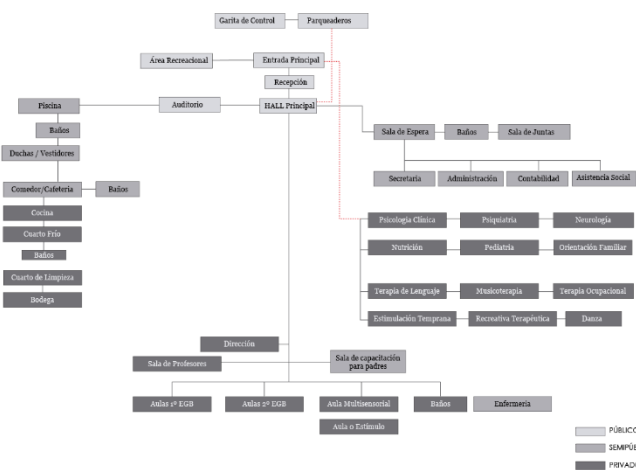 Garita de Control
Parqueaderos
Área Recreacional
Entrada Principal
Recepción
Piscina
Auditorio
HALL Principal
Baños
Duchas / Vestidores
Comedor/Cafetería
Baños
Cocina
Cuarto Frío
Baños
Cuarto de Limpieza
Bodega
Sala de Espera
Baños
Sala de Juntas
Secretaría
Administración
Contabilidad
Asistencia Social
Psicología Clínica
Psiquiatría
Neurología
Nutrición
Pediatría
Orientación Familiar
Terapia de Lenguaje
Musicoterapia
Terapia Ocupacional
Estimulación Temprana
Recreativa Terapéutica
Danza
Dirección
Sala de Profesores
Sala de capacitación
para padres
Aulas 1º EGB
Aulas 2º EGB
Aula Multisensorial
Baños
Enfermería
Aula o Estímulo
PÚBLICO
SEMIPÚB
PRIVAD